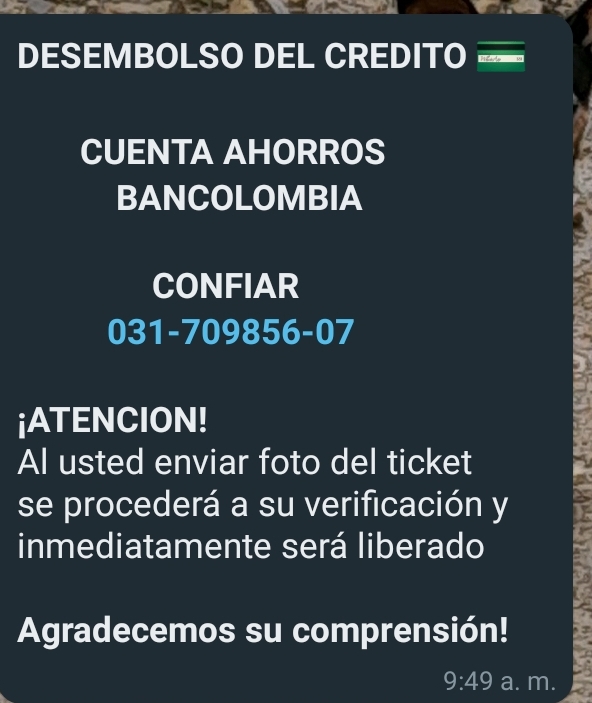 DESEMBOLSO DEL CREDITO
CUENTA AHORROS
BANCOLOMBIA
CONFIAR
031-709856-07
¡ATENCION!
Al usted enviar foto del ticket
se procederá a su verificación y
inmediatamente será liberado
Agradecemos su comprensión!
9:49 a. m.